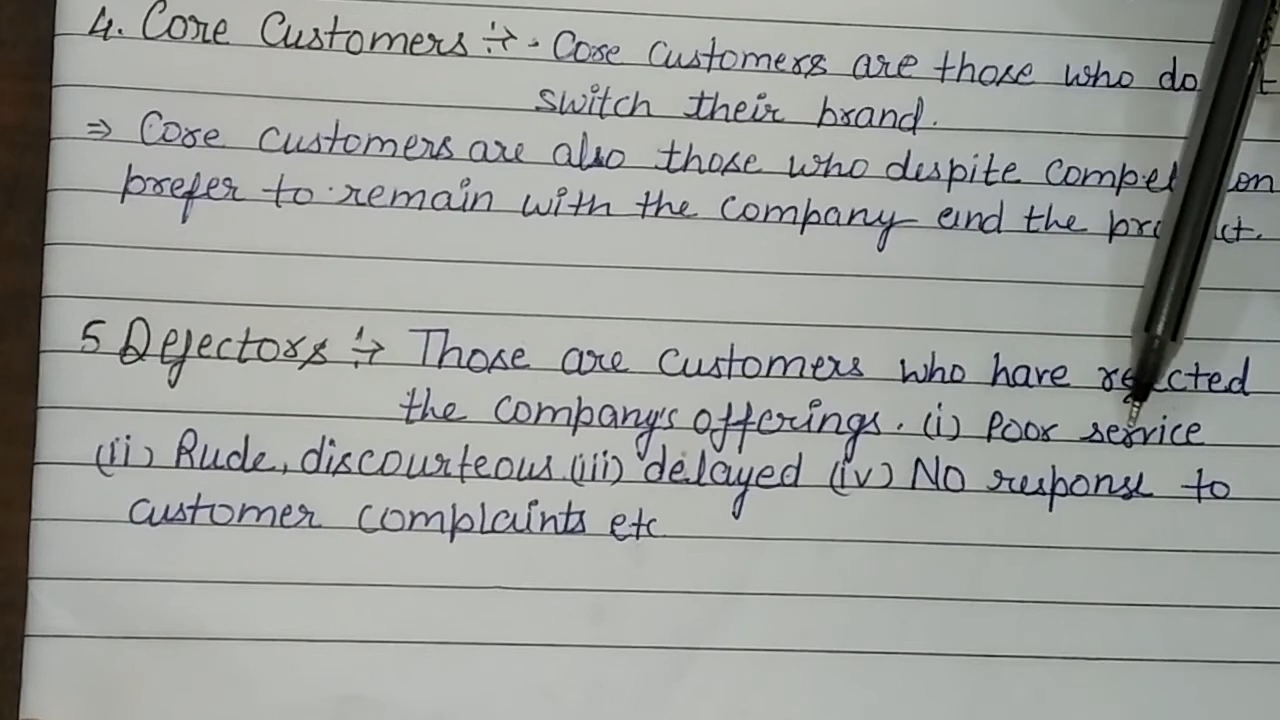 4. Core Customers :→ . Core Customers are those who do
switch their brand.
⇒ Core customers are also those who despite
prefer to remain with the company and the
5 Defectors :→ Those are customers who have rejected
the company's offerings. (i) Poor service
(ii) Rude, discourteous (iii) delayed (iv) No response to
customer complaints etc